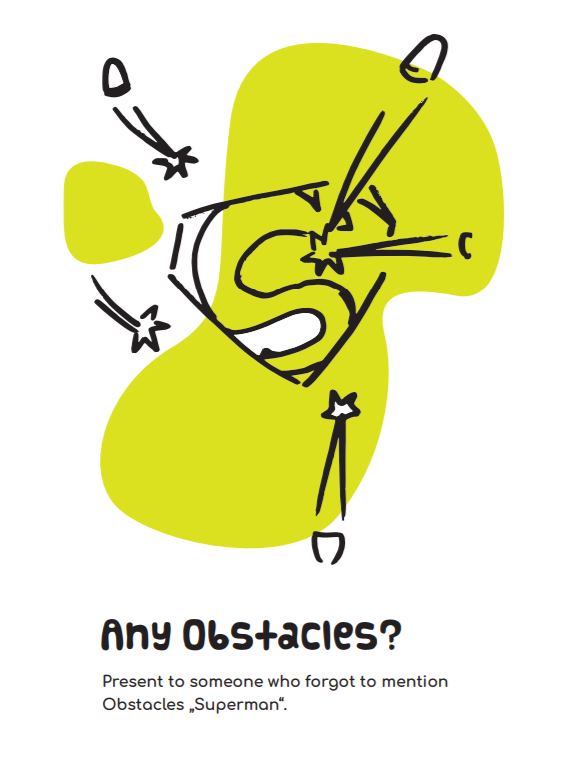 Any Obstacles?
Present to someone who forgot to mention
Obstacles „Superman“.